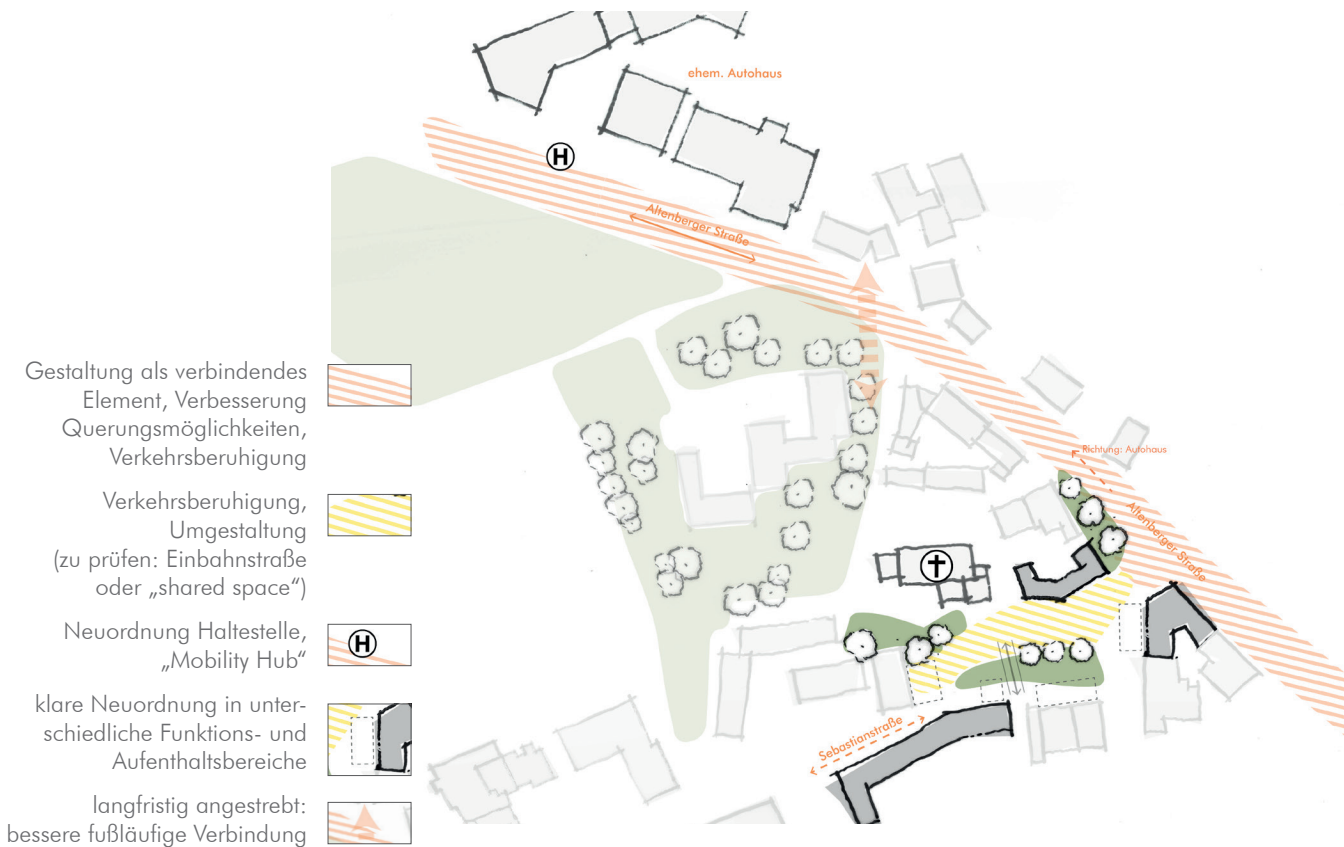 ehem. Autohaus
H
Altenberger Straße
Gestaltung als verbindendes
Element, Verbesserung
Querungsmöglichkeiten,
Verkehrsberuhigung
Richtung: Autohaus
Altenberger Straße
Verkehrsberuhigung,
Umgestaltung
(zu prüfen: Einbahnstraße
oder „shared space“)
Neuordnung Haltestelle,
„Mobility Hub“
H
klare Neuordnung in unter-
schiedliche Funktions- und
Aufenthaltsbereiche
Sebastianstraße
langfristig angestrebt:
bessere fußläufige Verbindung